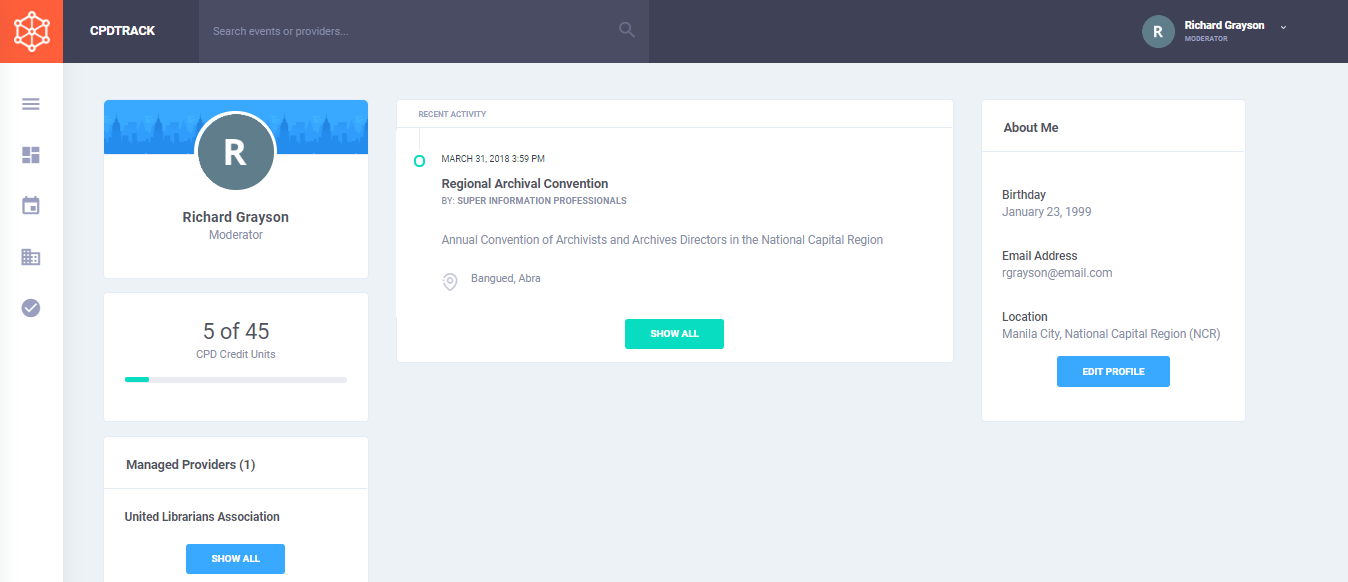 CPDTRACK
Search events or providers...
R
Richard Grayson
MODERATOR
R
Richard Grayson
Moderator
5 of 45
CPD Credit Units
Managed Providers (1)
United Librarians Association
SHOW ALL
RECENT ACTIVITY
MARCH 31, 2018 3:59 PM
Regional Archival Convention
BY: SUPER INFORMATION PROFESSIONALS
Annual Convention of Archivists and Archives Directors in the National Capital Region
Bangued, Abra
SHOW ALL
About Me
Birthday
January 23, 1999
Email Address
rgrayson@email.com
Location
Manila City, National Capital Region (NCR)
EDIT PROFILE